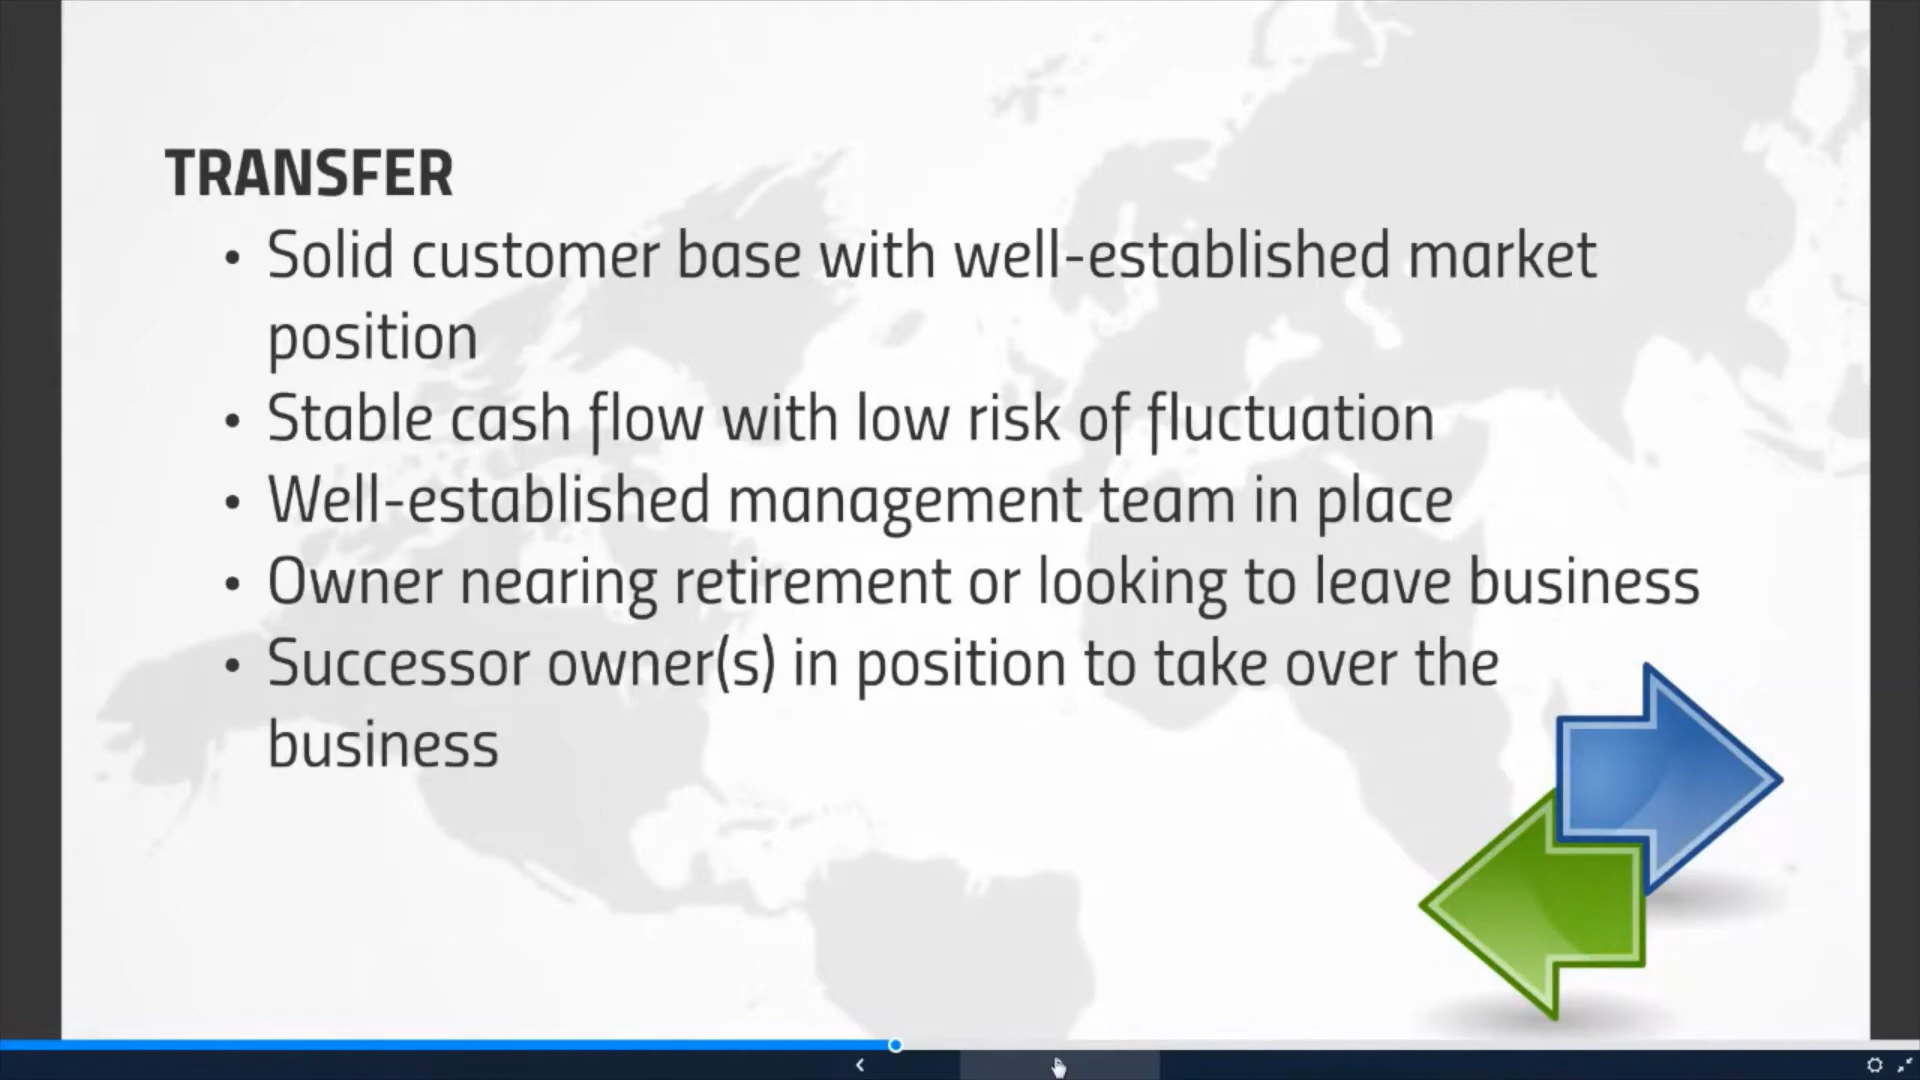 TRANSFER
• Solid customer base with well-established market
position
• Stable cash flow with low risk of fluctuation
• Well-established management team in place
• Owner nearing retirement or looking to leave business
• Successor owner(s) in position to take over the
business